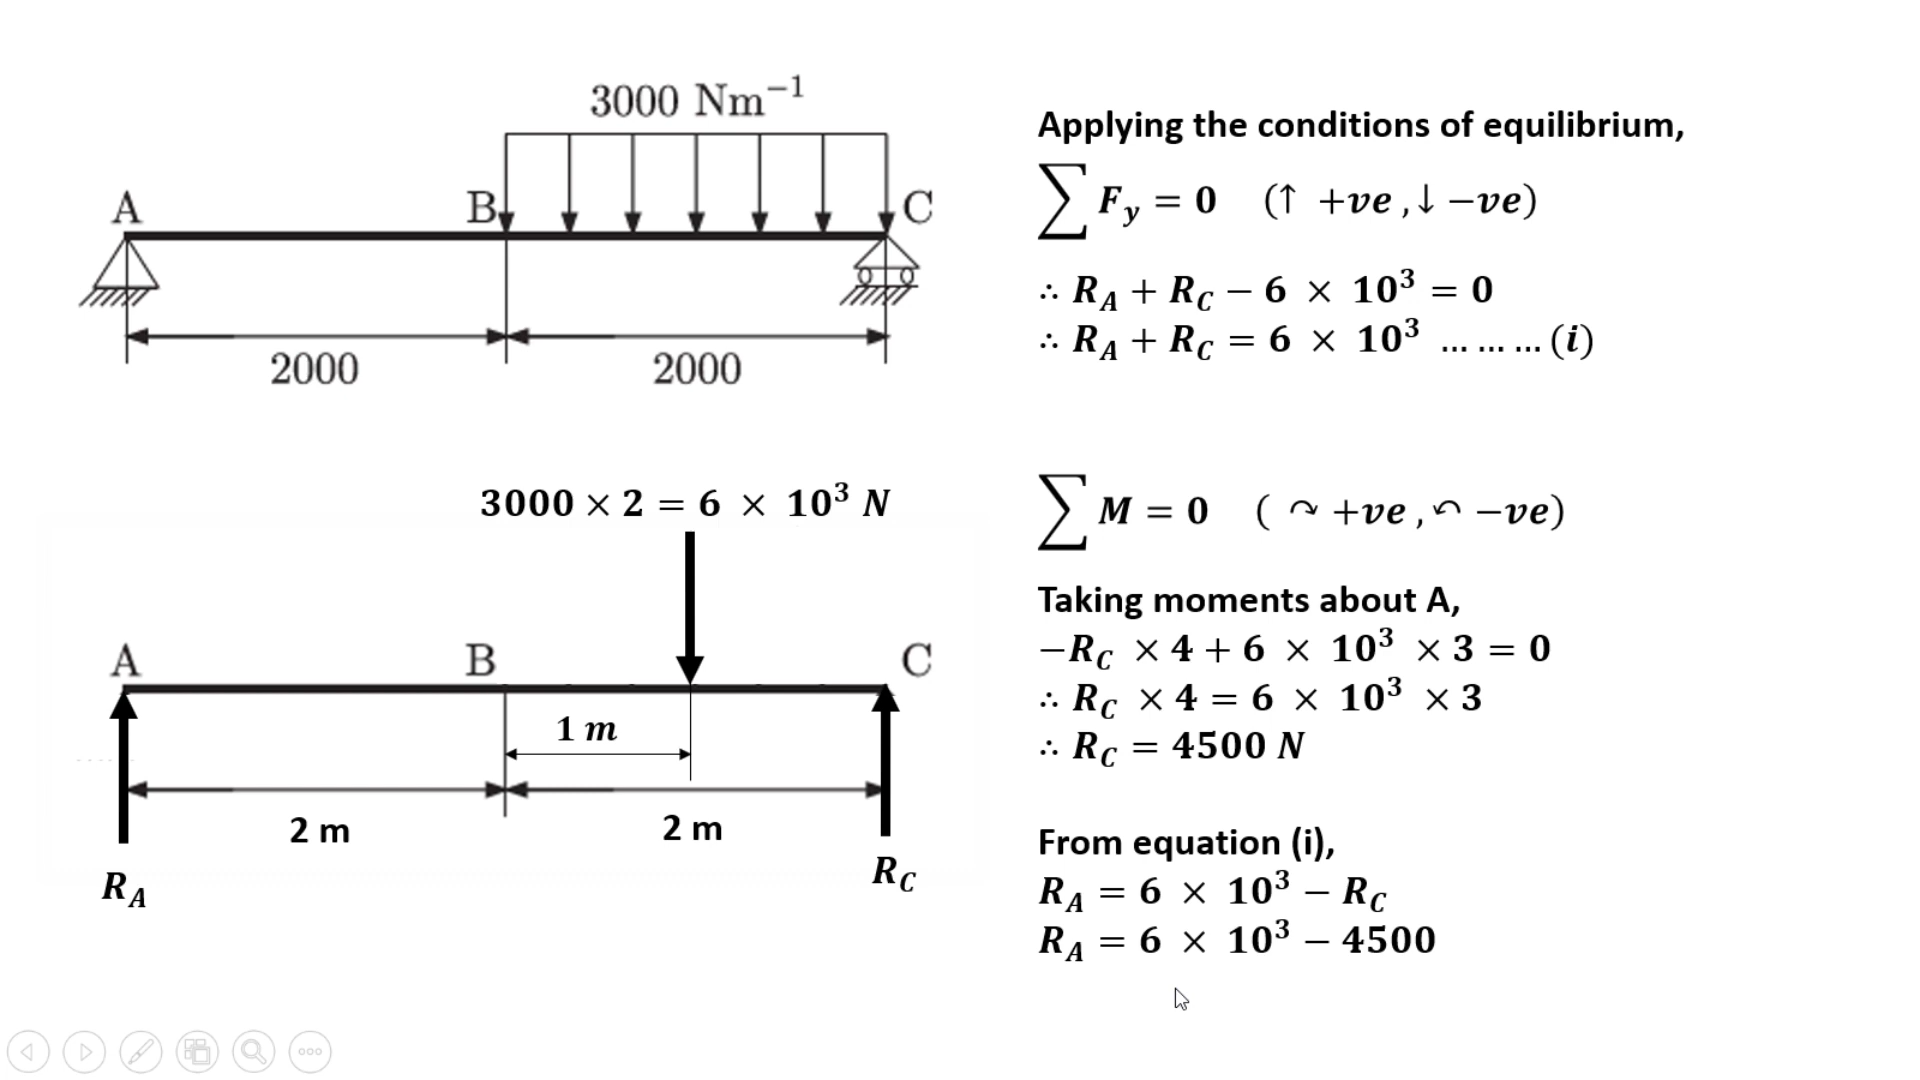 3000 Nm⁻¹
A B C
2000 2000
3000 × 2 = 6 × 10³ N
A B C
1 m
2 m 2 m
R_A R_C
Applying the conditions of equilibrium,
∑ F_y = 0 (↑ +ve , ↓ −ve)
∴ R_A + R_C − 6 × 10³ = 0
∴ R_A + R_C = 6 × 10³ ... ... ... (i)
∑ M = 0 ( ↷ +ve , ↶ −ve)
Taking moments about A,
−R_C × 4 + 6 × 10³ × 3 = 0
∴ R_C × 4 = 6 × 10³ × 3
∴ R_C = 4500 N
From equation (i),
R_A = 6 × 10³ − R_C
R_A = 6 × 10³ − 4500